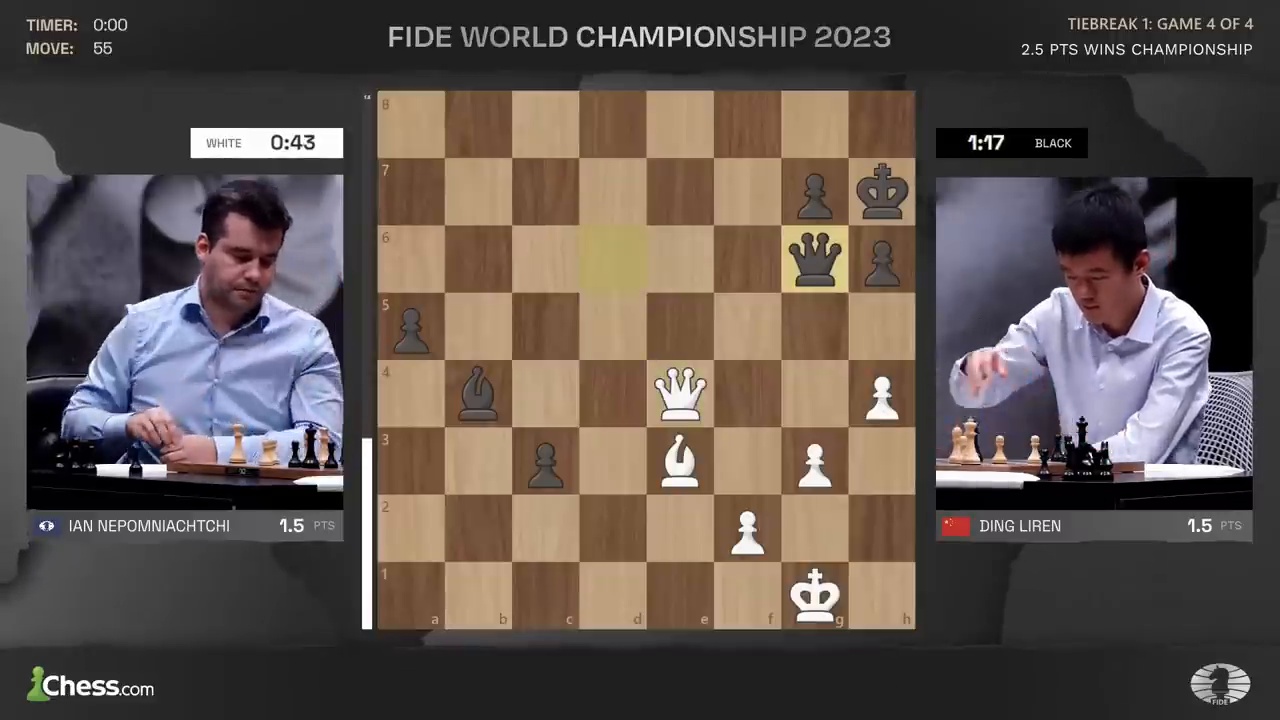 TIMER: 0:00
MOVE: 55
FIDE WORLD CHAMPIONSHIP 2023
TIEBREAK 1: GAME 4 OF 4
2.5 PTS WINS CHAMPIONSHIP
WHITE 0:43
1:17 BLACK
8
7
6
5
4
3
2
1
a b c d e f g h
IAN NEPOMNIACHTCHI 1.5 PTS
DING LIREN 1.5 PTS
Chess.com
FIDE